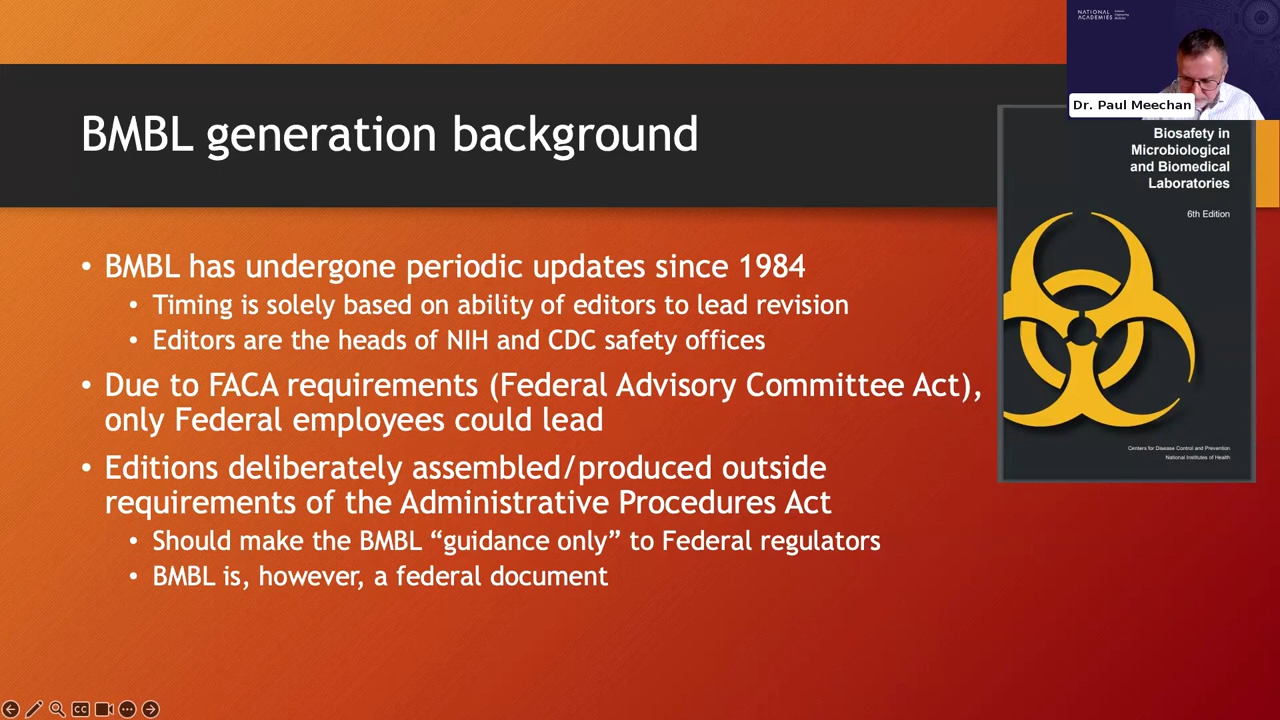 NATIONAL
ACADEMIES
Dr. Paul Meechan
BMBL generation background
Biosafety in
Microbiological
and Biomedical
Laboratories
6th Edition
Centers for Disease Control and Prevention
National Institutes of Health
• BMBL has undergone periodic updates since 1984
• Timing is solely based on ability of editors to lead revision
• Editors are the heads of NIH and CDC safety offices
• Due to FACA requirements (Federal Advisory Committee Act),
only Federal employees could lead
• Editions deliberately assembled/produced outside
requirements of the Administrative Procedures Act
• Should make the BMBL “guidance only” to Federal regulators
• BMBL is, however, a federal document
CC